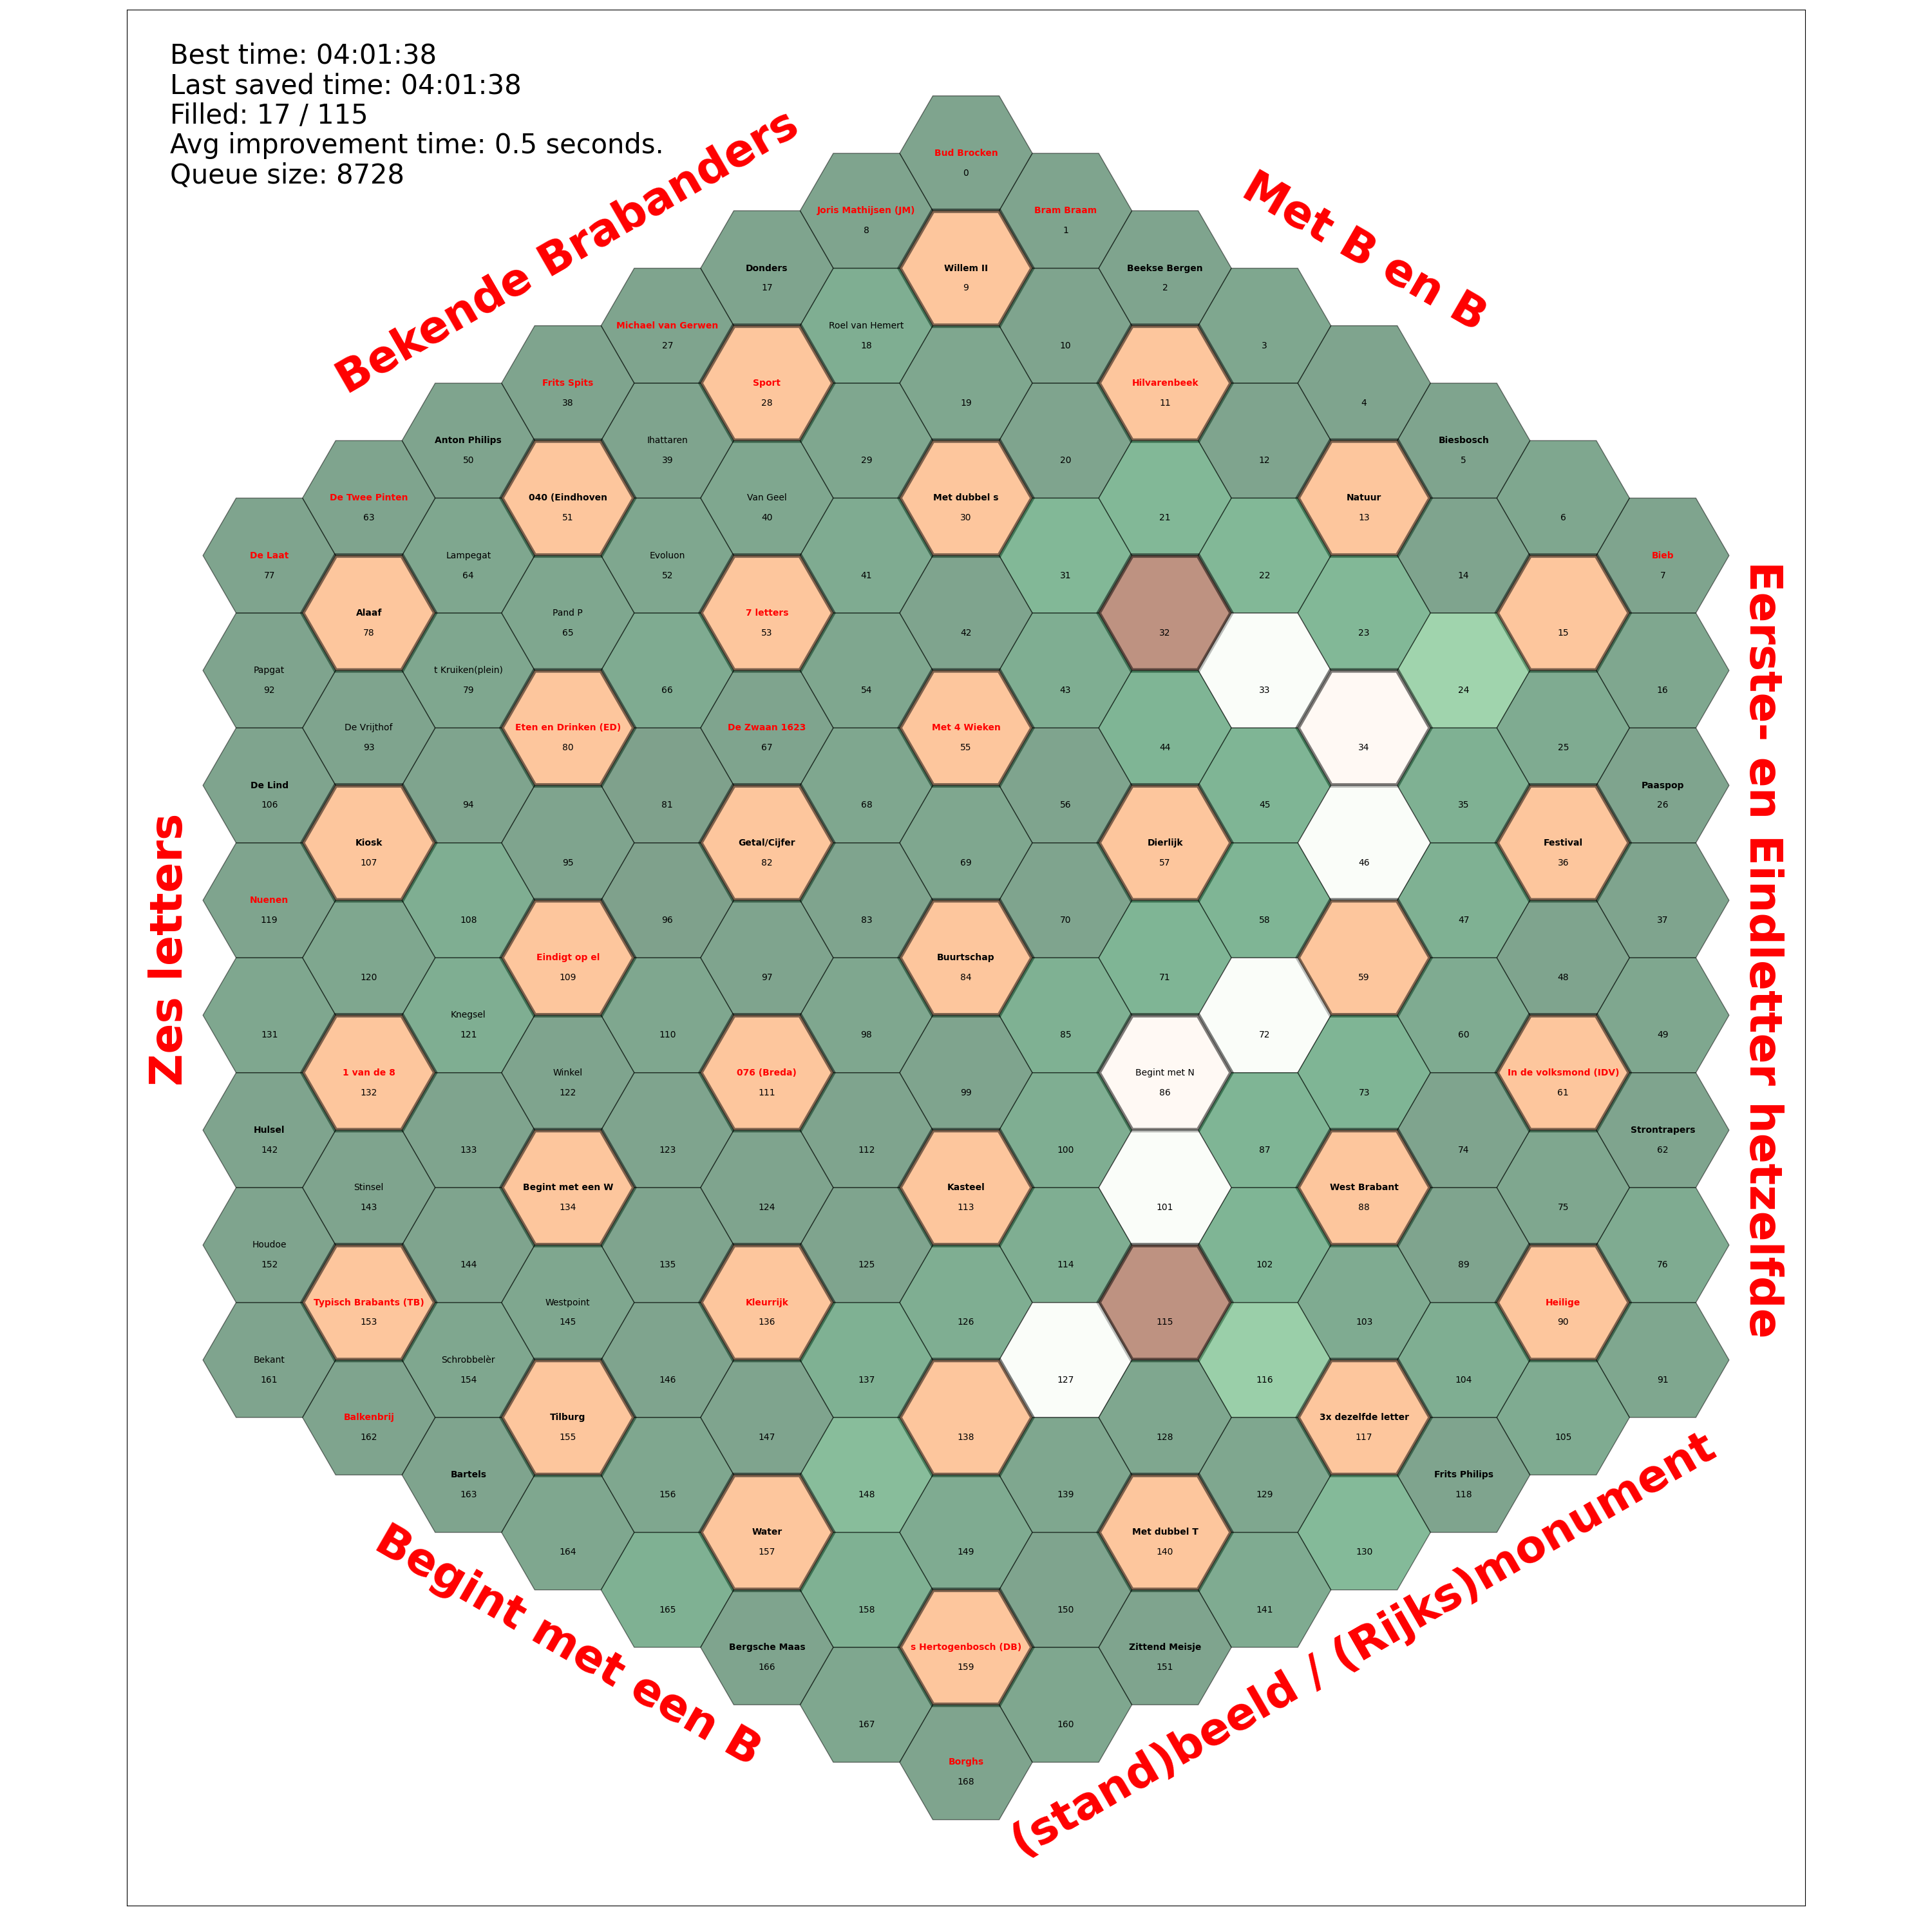 Best time: 04:01:38
Last saved time: 04:01:38
Filled: 17 / 115
Avg improvement time: 0.5 seconds.
Queue size: 8728
Bekende Brabanders
Met B en B
Eerste- en Eindletter hetzelfde
(stand)beeld / (Rijks)monument
Begint met een B
Zes letters
Bud Brocken
0
Joris Mathijsen (JM)
8
Bram Braam
1
Donders
17
Willem II
9
Beekse Bergen
2
Michael van Gerwen
27
Roel van Hemert
18
10
3
Frits Spits
38
Sport
28
19
Hilvarenbeek
11
4
Anton Philips
50
Ihattaren
39
29
20
12
Biesbosch
5
De Twee Pinten
63
040 (Eindhoven
51
Van Geel
40
Met dubbel s
30
21
Natuur
13
6
De Laat
77
Lampegat
64
Evoluon
52
41
31
22
14
Bieb
7
Alaaf
78
Pand P
65
7 letters
53
42
32
23
15
Papgat
92
t Kruiken(plein)
79
66
54
43
33
24
16
De Vrijthof
93
Eten en Drinken (ED)
80
De Zwaan 1623
67
Met 4 Wieken
55
44
34
25
De Lind
106
94
81
68
56
45
35
Paaspop
26
Kiosk
107
95
Getal/Cijfer
82
69
Dierlijk
57
46
Festival
36
Nuenen
119
108
96
83
70
58
47
37
120
Eindigt op el
109
97
Buurtschap
84
71
59
48
131
Knegsel
121
110
98
85
72
60
49
1 van de 8
132
Winkel
122
076 (Breda)
111
99
Begint met N
86
73
In de volksmond (IDV)
61
Hulsel
142
133
123
112
100
87
74
Strontrapers
62
Stinsel
143
Begint met een W
134
124
Kasteel
113
101
West Brabant
88
75
Houdoe
152
144
135
125
114
102
89
76
Typisch Brabants (TB)
153
Westpoint
145
Kleurrijk
136
126
115
103
Heilige
90
Bekant
161
Schrobbelèr
154
146
137
127
116
104
91
Balkenbrij
162
Tilburg
155
147
138
128
3x dezelfde letter
117
105
Bartels
163
156
148
139
129
Frits Philips
118
164
Water
157
149
Met dubbel T
140
130
165
158
150
141
Bergsche Maas
166
s Hertogenbosch (DB)
159
Zittend Meisje
151
167
160
Borghs
168